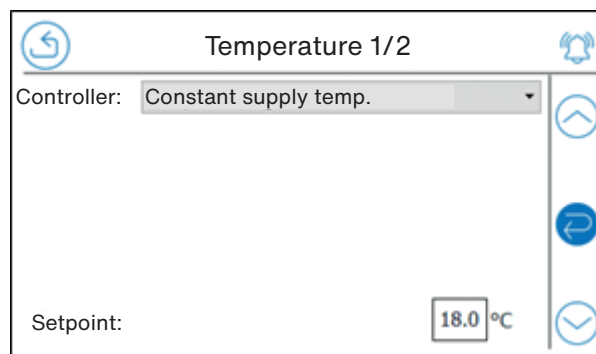 Temperature 1/2
Controller: Constant supply temp.
Setpoint: 18.0 °C